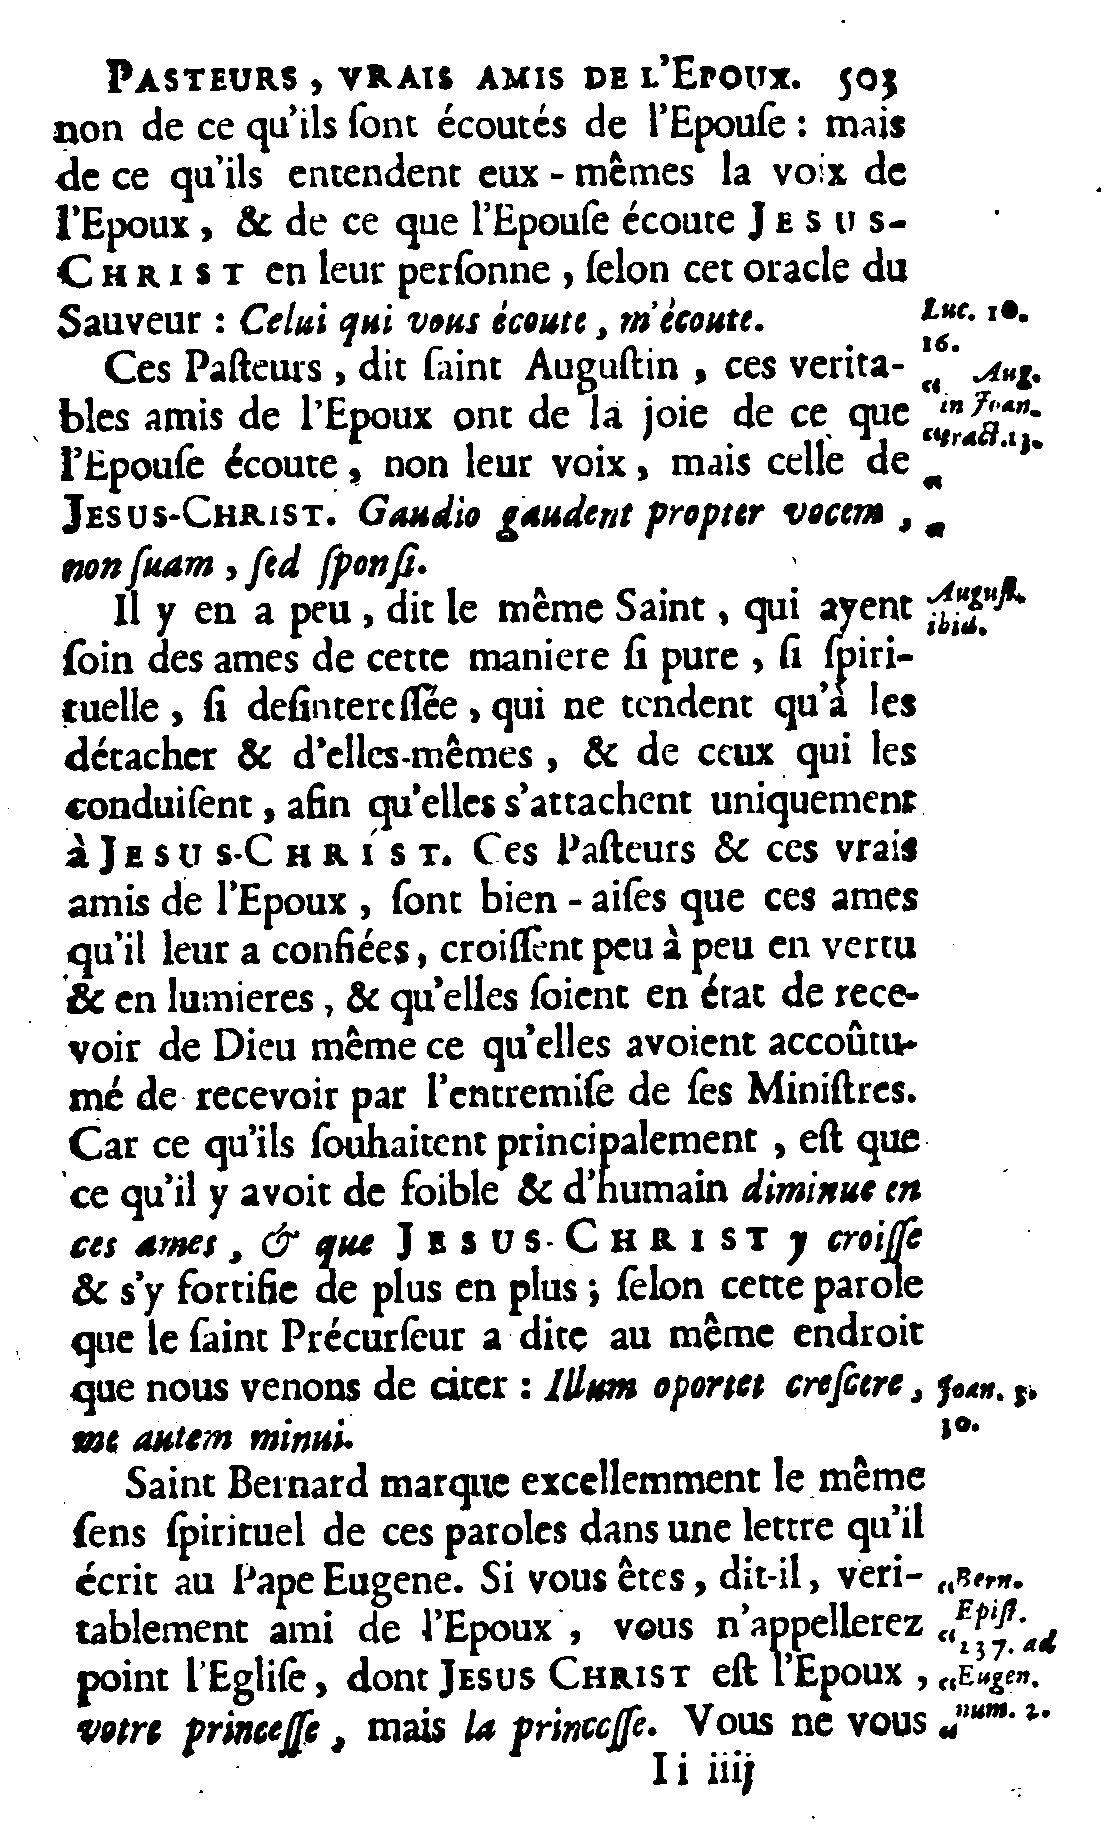 PASTEURS, VRAIS AMIS DE L'EPOUX. 503
non de ce qu'ils ſont écoutés de l'Epouſe : mais
de ce qu'ils entendent eux-mêmes la voix de
l'Epoux, & de ce que l'Epouſe écoute JESUS-
CHRIST en leur perſonne, ſelon cet oracle du
Sauveur : Celui qui vous écoute, m'écoute.
Luc. 10.
16.
Ces Paſteurs, dit ſaint Auguſtin, ces verita-
bles amis de l'Epoux ont de la joie de ce que
l'Epouſe écoute, non leur voix, mais celle de
JESUS-CHRIST. Gaudio gaudent propter vocem,
non ſuam, ſed ſponſi.
“ Aug.
in Joan.
“ tract. 13.
“
“
Il y en a peu, dit le même Saint, qui ayent
ſoin des ames de cette maniere ſi pure, ſi ſpiri-
tuelle, ſi deſintereſſée, qui ne tendent qu'à les
détacher & d'elles-mêmes, & de ceux qui les
conduiſent, afin qu'elles s'attachent uniquement
à JESUS-CHRIST. Ces Paſteurs & ces vrais
amis de l'Epoux, ſont bien-aiſes que ces ames
qu'il leur a confiées, croiſſent peu à peu en vertu
& en lumieres, & qu'elles ſoient en état de rece-
voir de Dieu même ce qu'elles avoient accoûtu-
mé de recevoir par l'entremiſe de ſes Miniſtres.
Car ce qu'ils ſouhaitent principalement, eſt que
ce qu'il y avoit de foible & d'humain diminue en
ces ames, & que JESUS-CHRIST y croiſſe
& s'y fortifie de plus en plus ; ſelon cette parole
que le ſaint Précurſeur a dite au même endroit
que nous venons de citer : Illum oportet creſcere,
me autem minui.
Auguſt.
ibid.
Joan. 3.
30.
Saint Bernard marque excellemment le même
ſens ſpirituel de ces paroles dans une lettre qu'il
écrit au Pape Eugene. Si vous êtes, dit-il, veri-
tablement ami de l'Epoux, vous n'appellerez
point l'Egliſe, dont JESUS CHRIST eſt l'Epoux,
votre princeſſe, mais la princeſſe. Vous ne vous
“ Bern.
Epiſt.
“ 237. ad
“ Eugen.
“ num. 2.
Ii iiij